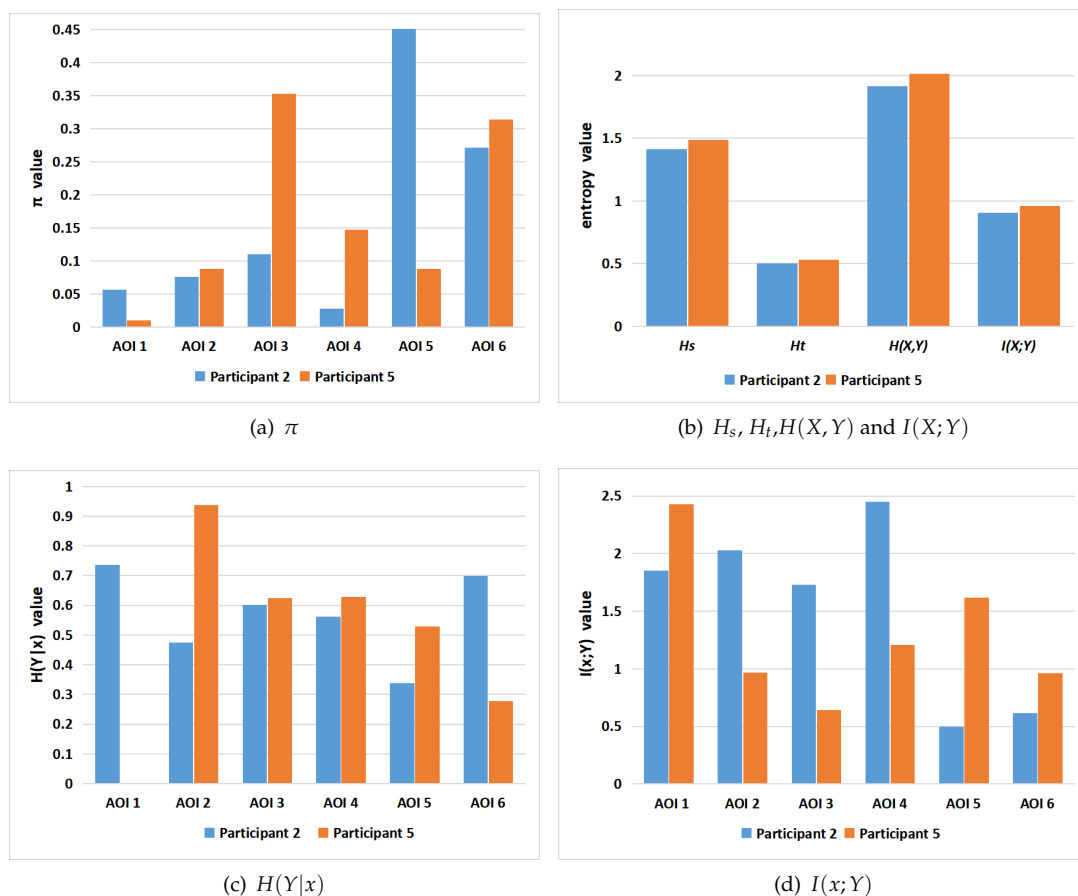 0.45
0.4
0.35
0.3
0.25
0.2
0.15
0.1
0.05
0
π value
AOI 1 AOI 2 AOI 3 AOI 4 AOI 5 AOI 6
Participant 2 Participant 5
(a) π
2
1.5
1
0.5
0
entropy value
Hs Ht H(X,Y) I(X;Y)
Participant 2 Participant 5
(b) H_s, H_t,H(X,Y) and I(X;Y)
1
0.9
0.8
0.7
0.6
0.5
0.4
0.3
0.2
0.1
0
H(Y|x) value
AOI 1 AOI 2 AOI 3 AOI 4 AOI 5 AOI 6
Participant 2 Participant 5
(c) H(Y|x)
2.5
2
1.5
1
0.5
0
I(x;Y) value
AOI 1 AOI 2 AOI 3 AOI 4 AOI 5 AOI 6
Participant 2 Participant 5
(d) I(x;Y)